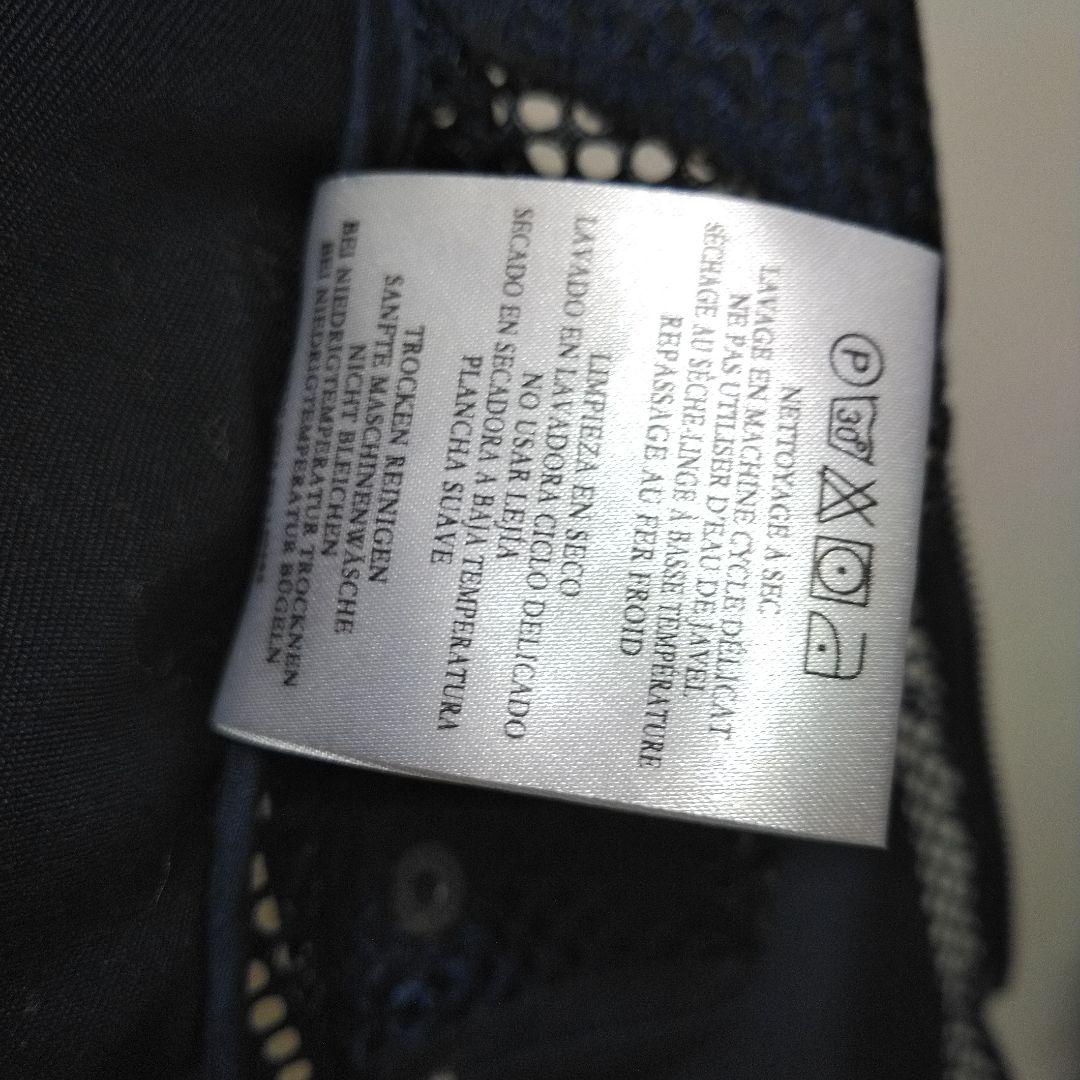 P 30°
NETTOYAGE À SEC
LAVAGE EN MACHINE CYCLE DÉLICAT
NE PAS UTILISER D'EAU DE JAVEL
SÈCHAGE AU SÈCHE-LINGE À BASSE TEMPÉRATURE
REPASSAGE AU FER FROID
LIMPIEZA EN SECO
LAVADO EN LAVADORA CICLO DELICADO
NO USAR LEJÍA
SECADO EN SECADORA A BAJA TEMPERATURA
PLANCHA SUAVE
TROCKEN REINIGEN
SANFTE MASCHINENWÄSCHE
NICHT BLEICHEN
BEI NIEDRIGTEMPERATUR TROCKNEN
BEI NIEDRIGTEMPERATUR BÜGELN